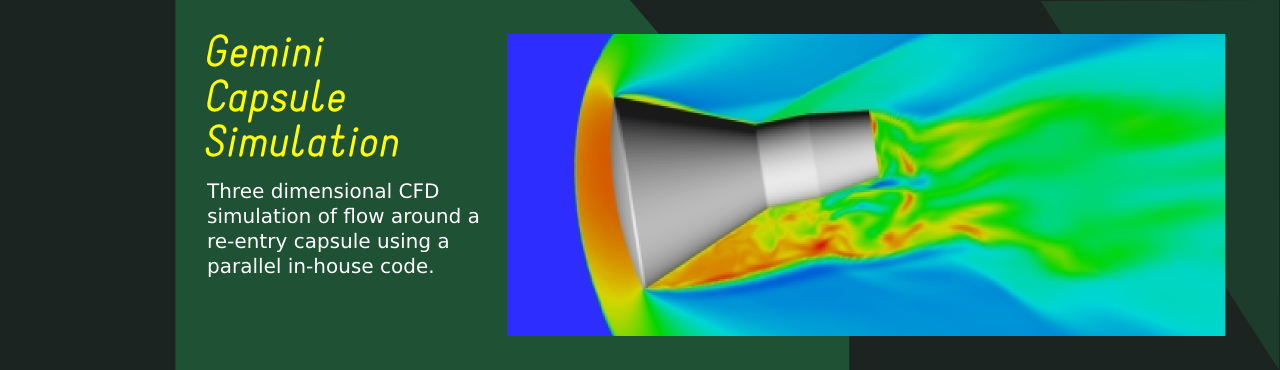 Gemini
Capsule
Simulation
Three dimensional CFD
simulation of flow around a
re-entry capsule using a
parallel in-house code.